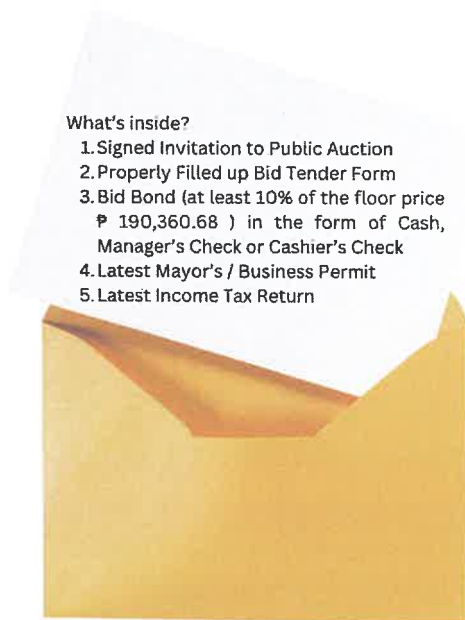 What's inside?
1. Signed Invitation to Public Auction
2. Properly Filled up Bid Tender Form
3. Bid Bond (at least 10% of the floor price
₱ 190,360.68 ) in the form of Cash,
Manager's Check or Cashier's Check
4. Latest Mayor's / Business Permit
5. Latest Income Tax Return